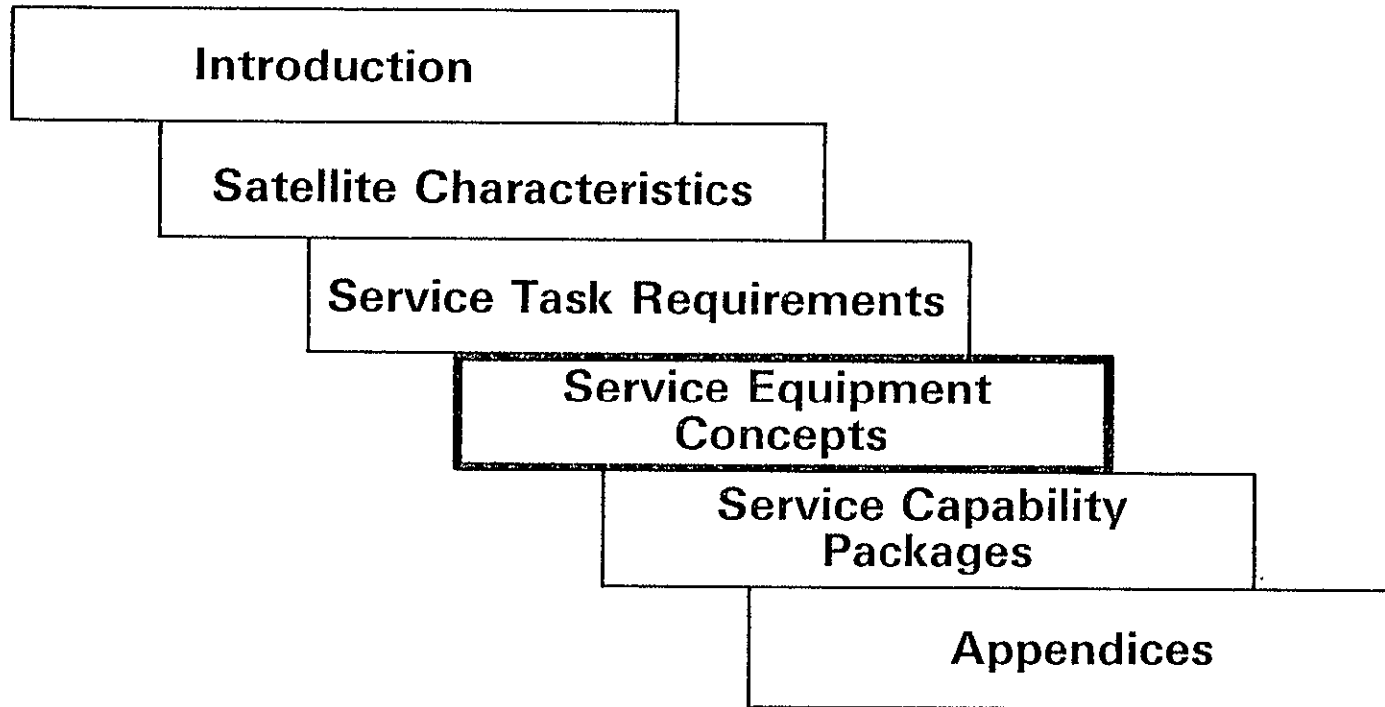 Introduction
Satellite Characteristics
Service Task Requirements
Service Equipment
Concepts
Service Capability
Packages
Appendices